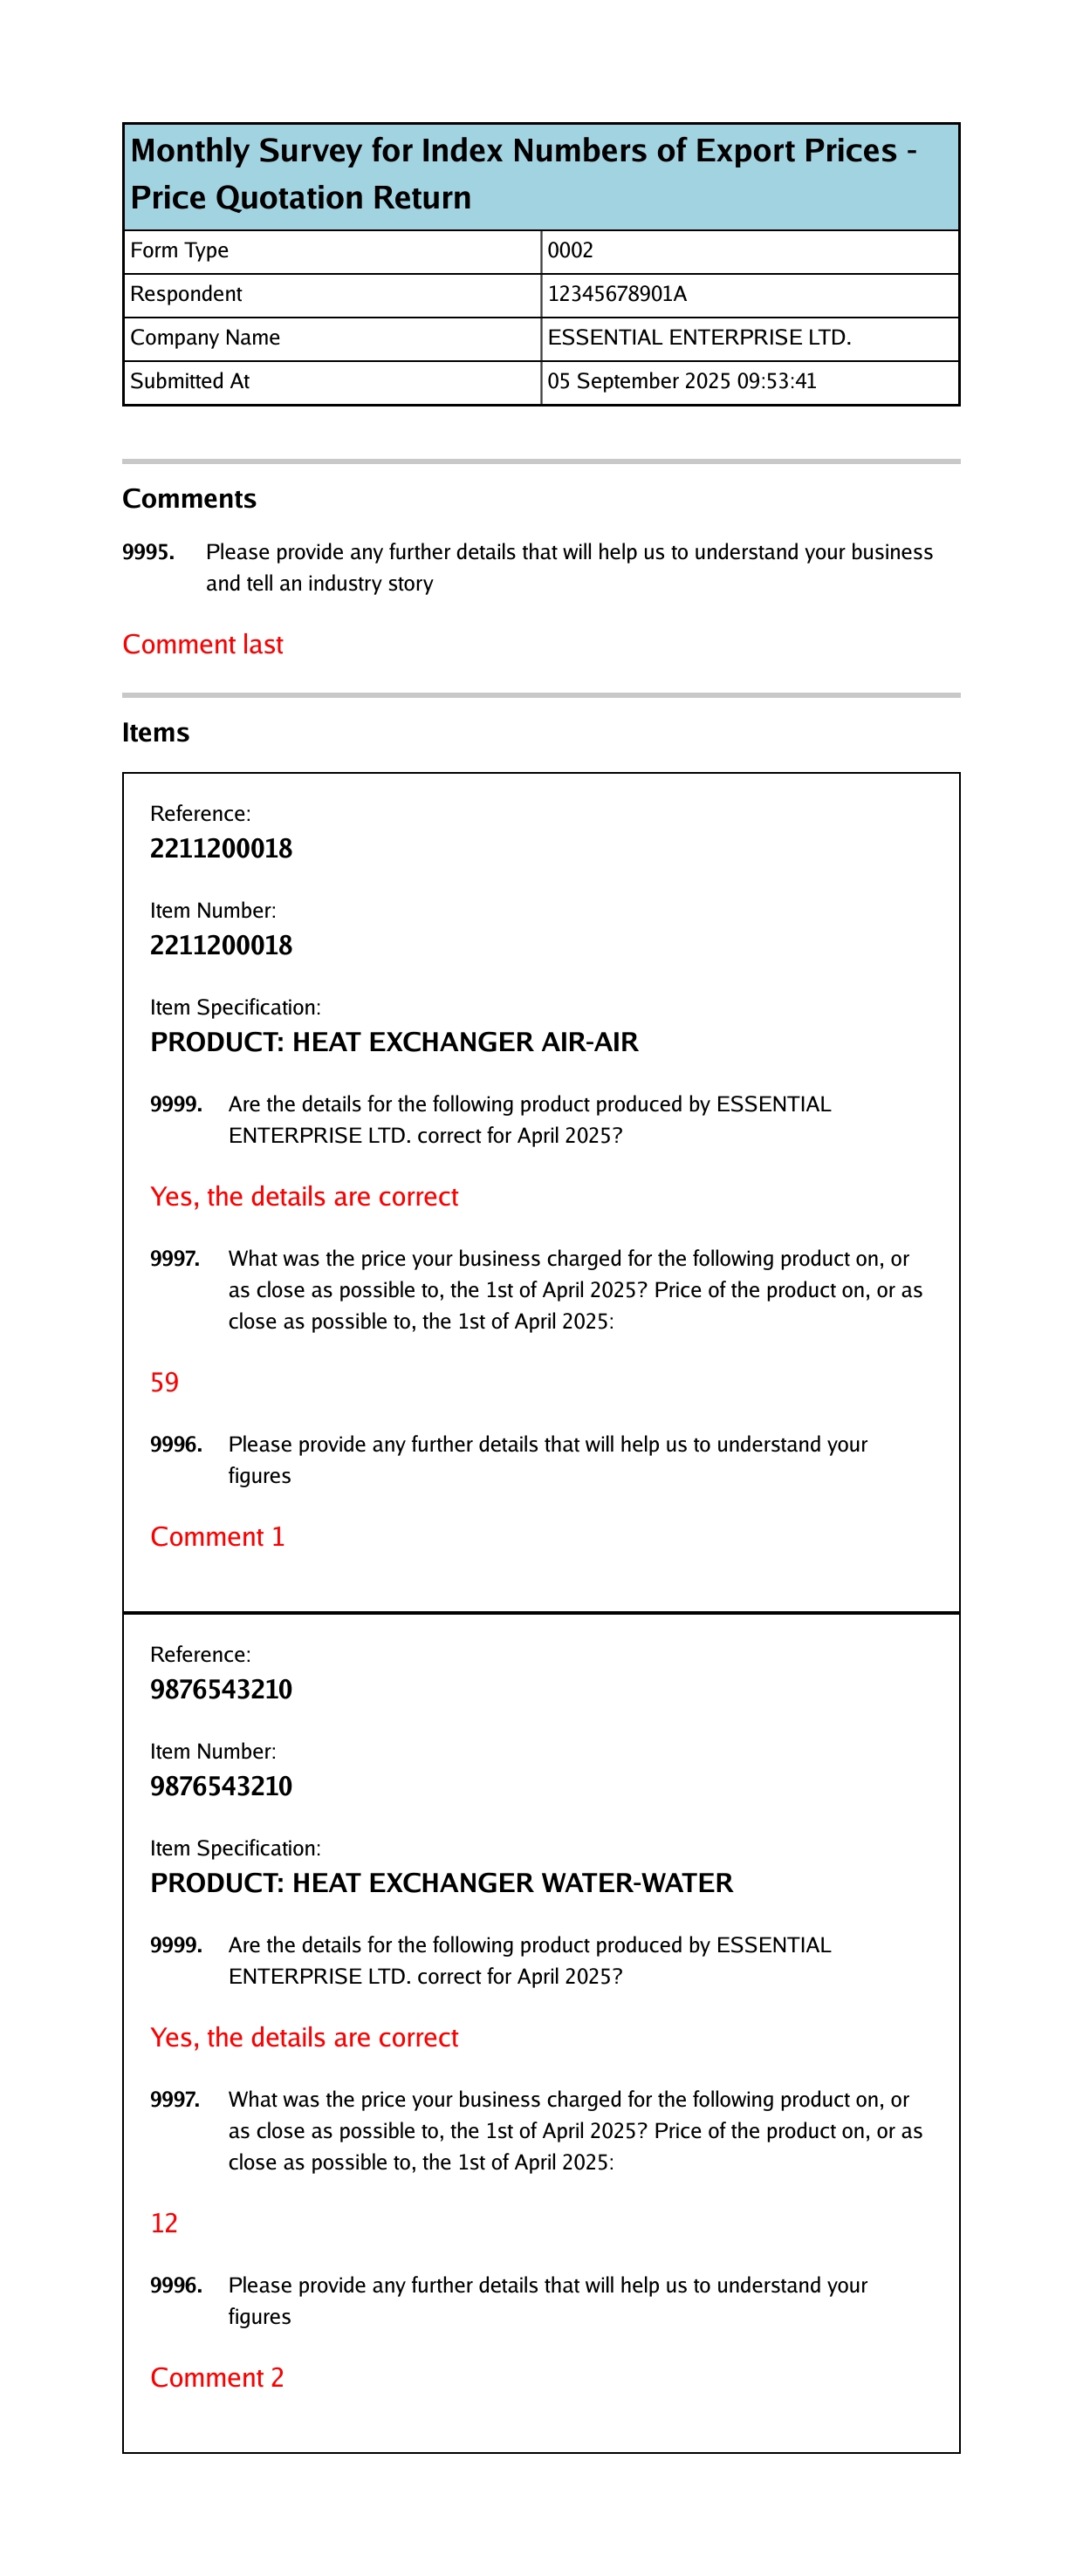 Monthly Survey for Index Numbers of Export Prices -
Price Quotation Return
Form Type 0002
Respondent 12345678901A
Company Name ESSENTIAL ENTERPRISE LTD.
Submitted At 05 September 2025 09:53:41
Comments
9995. Please provide any further details that will help us to understand your business
and tell an industry story
Comment last
Items
Reference:
2211200018
Item Number:
2211200018
Item Specification:
PRODUCT: HEAT EXCHANGER AIR-AIR
9999. Are the details for the following product produced by ESSENTIAL
ENTERPRISE LTD. correct for April 2025?
Yes, the details are correct
9997. What was the price your business charged for the following product on, or
as close as possible to, the 1st of April 2025? Price of the product on, or as
close as possible to, the 1st of April 2025:
59
9996. Please provide any further details that will help us to understand your
figures
Comment 1
Reference:
9876543210
Item Number:
9876543210
Item Specification:
PRODUCT: HEAT EXCHANGER WATER-WATER
9999. Are the details for the following product produced by ESSENTIAL
ENTERPRISE LTD. correct for April 2025?
Yes, the details are correct
9997. What was the price your business charged for the following product on, or
as close as possible to, the 1st of April 2025? Price of the product on, or as
close as possible to, the 1st of April 2025:
12
9996. Please provide any further details that will help us to understand your
figures
Comment 2